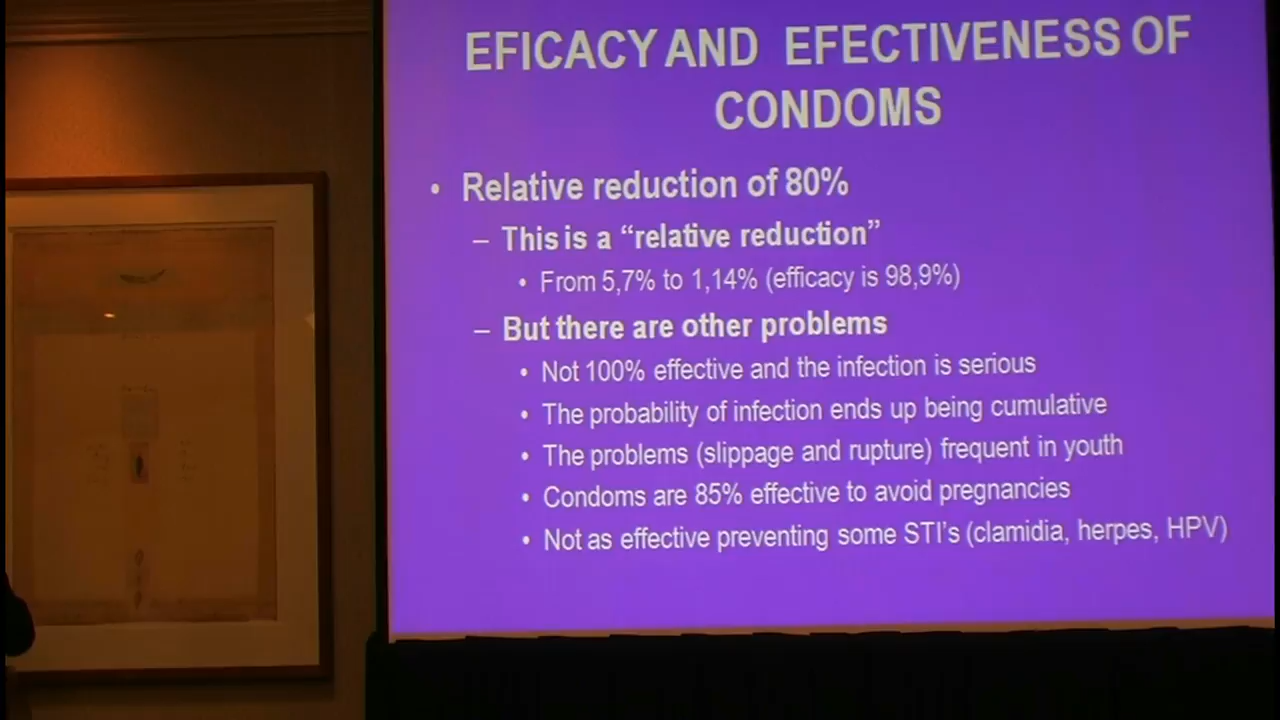 EFICACY AND EFECTIVENESS OF
CONDOMS
• Relative reduction of 80%
– This is a “relative reduction”
• From 5,7% to 1,14% (efficacy is 98,9%)
– But there are other problems
• Not 100% effective and the infection is serious
• The probability of infection ends up being cumulative
• The problems (slippage and rupture) frequent in youth
• Condoms are 85% effective to avoid pregnancies
• Not as effective preventing some STI’s (clamidia, herpes, HPV)